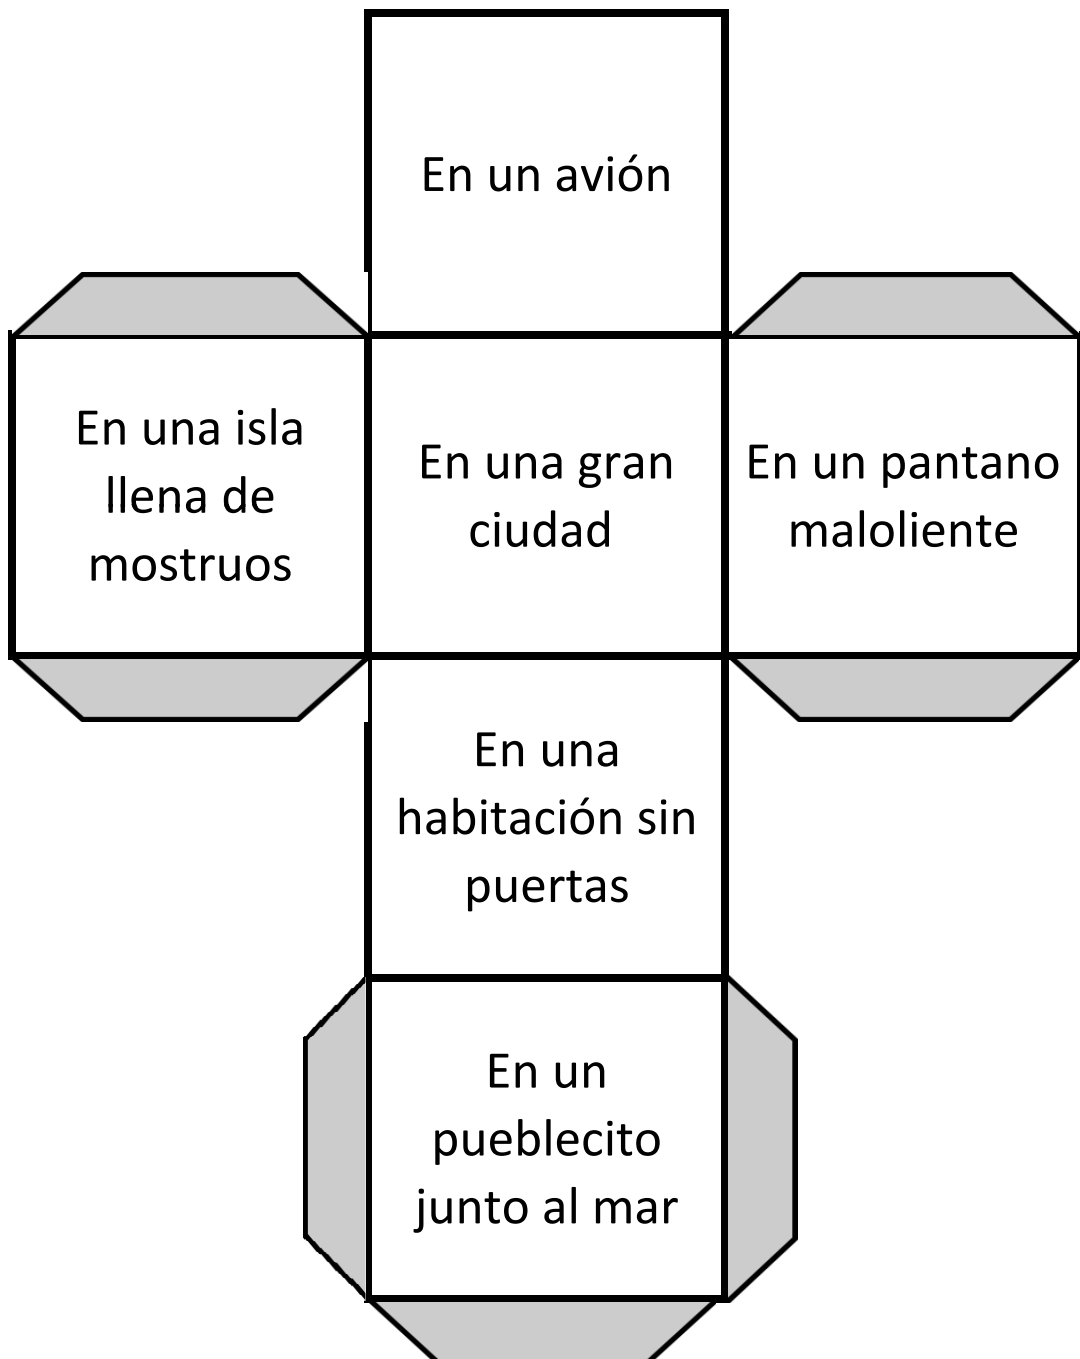 En un avión
En una isla
llena de
mostruos
En una gran
ciudad
En un pantano
maloliente
En una
habitación sin
puertas
En un
pueblecito
junto al mar